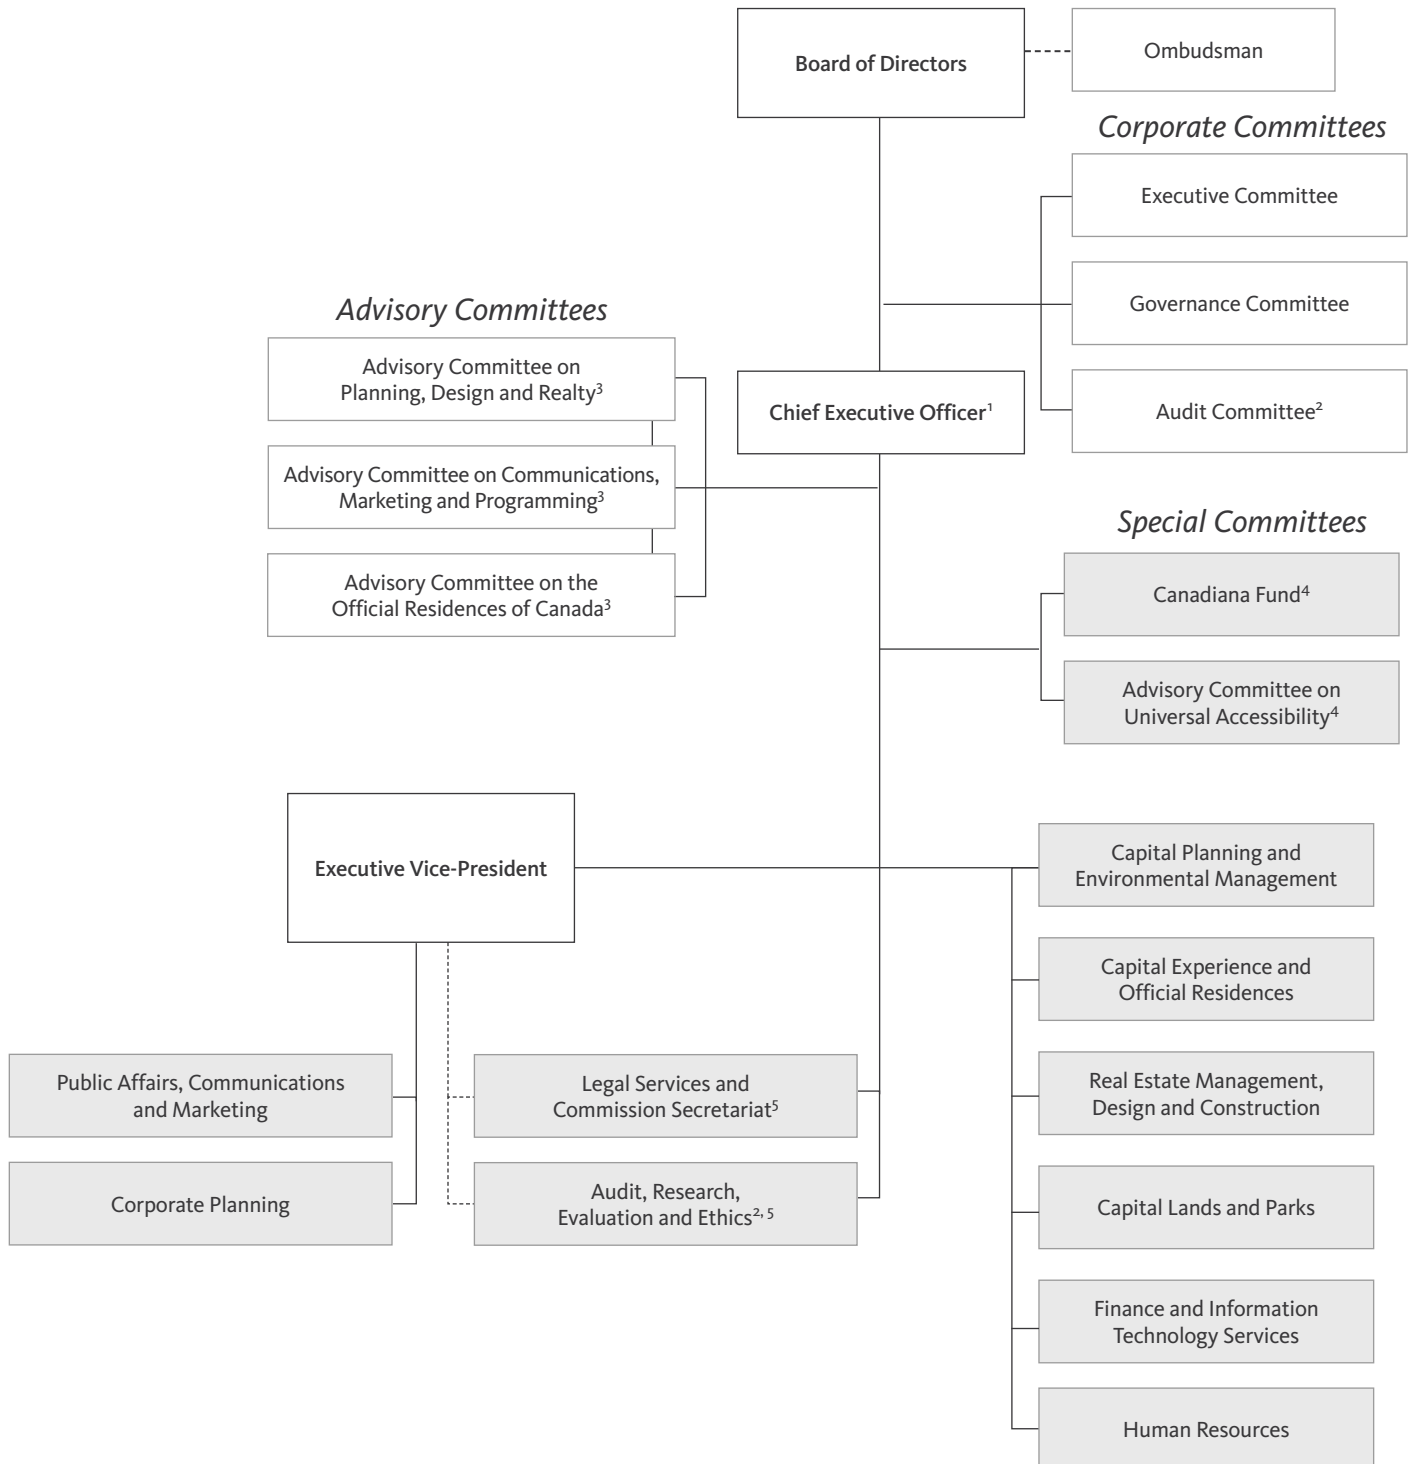 Board of Directors
Ombudsman
Corporate Committees
Executive Committee
Governance Committee
Audit Committee²
Advisory Committees
Advisory Committee on
Planning, Design and Realty³
Advisory Committee on Communications,
Marketing and Programming³
Advisory Committee on the
Official Residences of Canada³
Chief Executive Officer¹
Special Committees
Canadiana Fund⁴
Advisory Committee on
Universal Accessibility⁴
Executive Vice-President
Public Affairs, Communications
and Marketing
Corporate Planning
Legal Services and
Commission Secretariat⁵
Audit, Research,
Evaluation and Ethics²˒ ⁵
Capital Planning and
Environmental Management
Capital Experience and
Official Residences
Real Estate Management,
Design and Construction
Capital Lands and Parks
Finance and Information
Technology Services
Human Resources